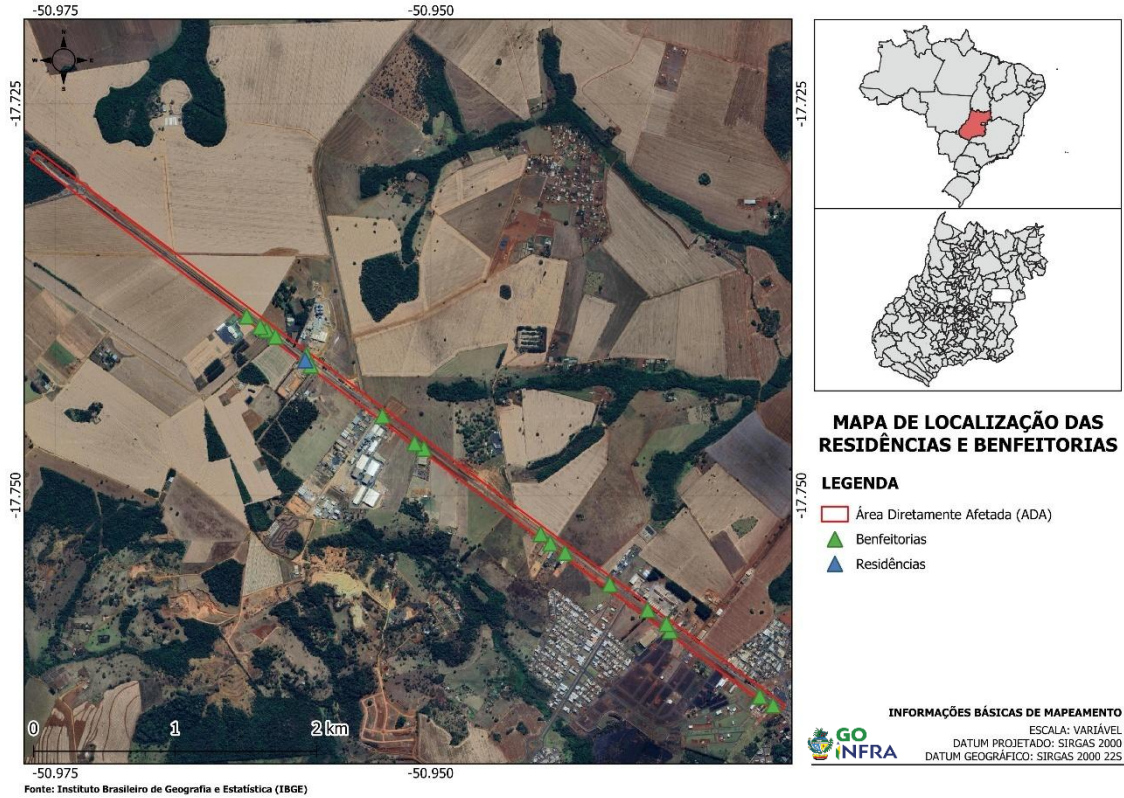 -50.975
-50.950
-17.725
-17.725
N
W
E
S
-17.750
-17.750
0
1
2 km
-50.975
-50.950
Fonte: Instituto Brasileiro de Geografia e Estatística (IBGE)
MAPA DE LOCALIZAÇÃO DAS
RESIDÊNCIAS E BENFEITORIAS
LEGENDA
Área Diretamente Afetada (ADA)
Benfeitorias
Residências
INFORMAÇÕES BÁSICAS DE MAPEAMENTO
ESCALA: VARIÁVEL
DATUM PROJETADO: SIRGAS 2000
DATUM GEOGRÁFICO: SIRGAS 2000 22S
GO
INFRA